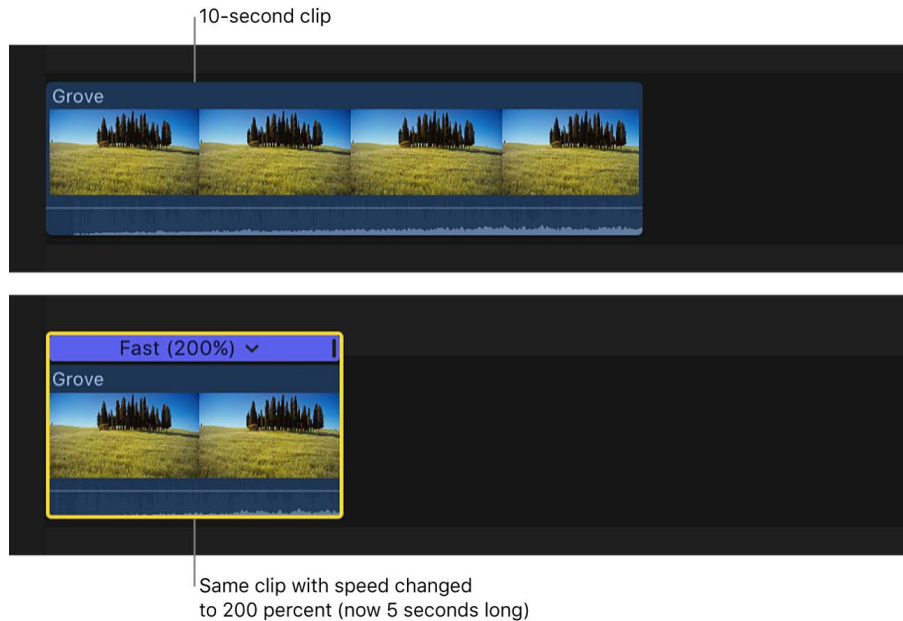 10-second clip
Grove
Fast (200%)
Grove
Same clip with speed changed
to 200 percent (now 5 seconds long)